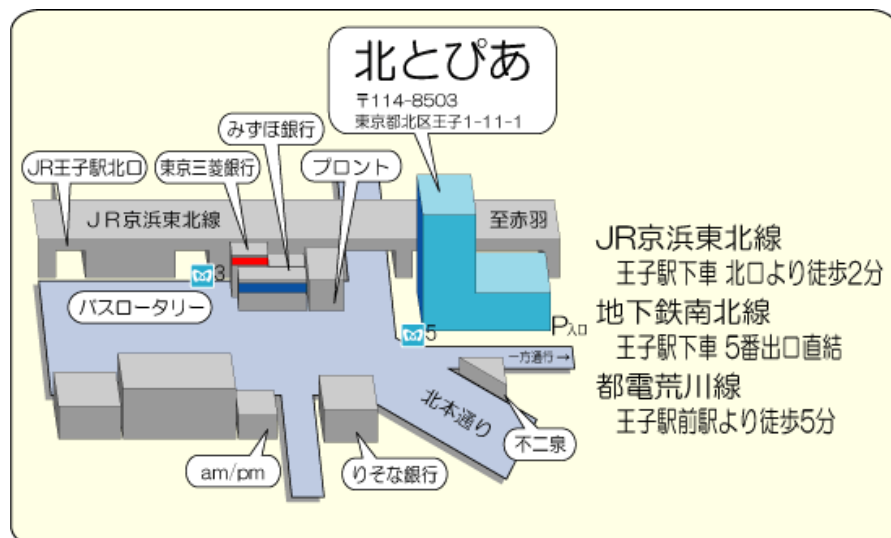 北とぴあ
〒114-8503
東京都北区王子1-11-1
みずほ銀行
JR王子駅北口
東京三菱銀行
プロント
JR京浜東北線
至赤羽
3
バスロータリー
5
P入口
一方通行→
北本通り
不二泉
am/pm
りそな銀行
JR京浜東北線
王子駅下車 北口より徒歩2分
地下鉄南北線
王子駅下車 5番出口直結
都電荒川線
王子駅前駅より徒歩5分